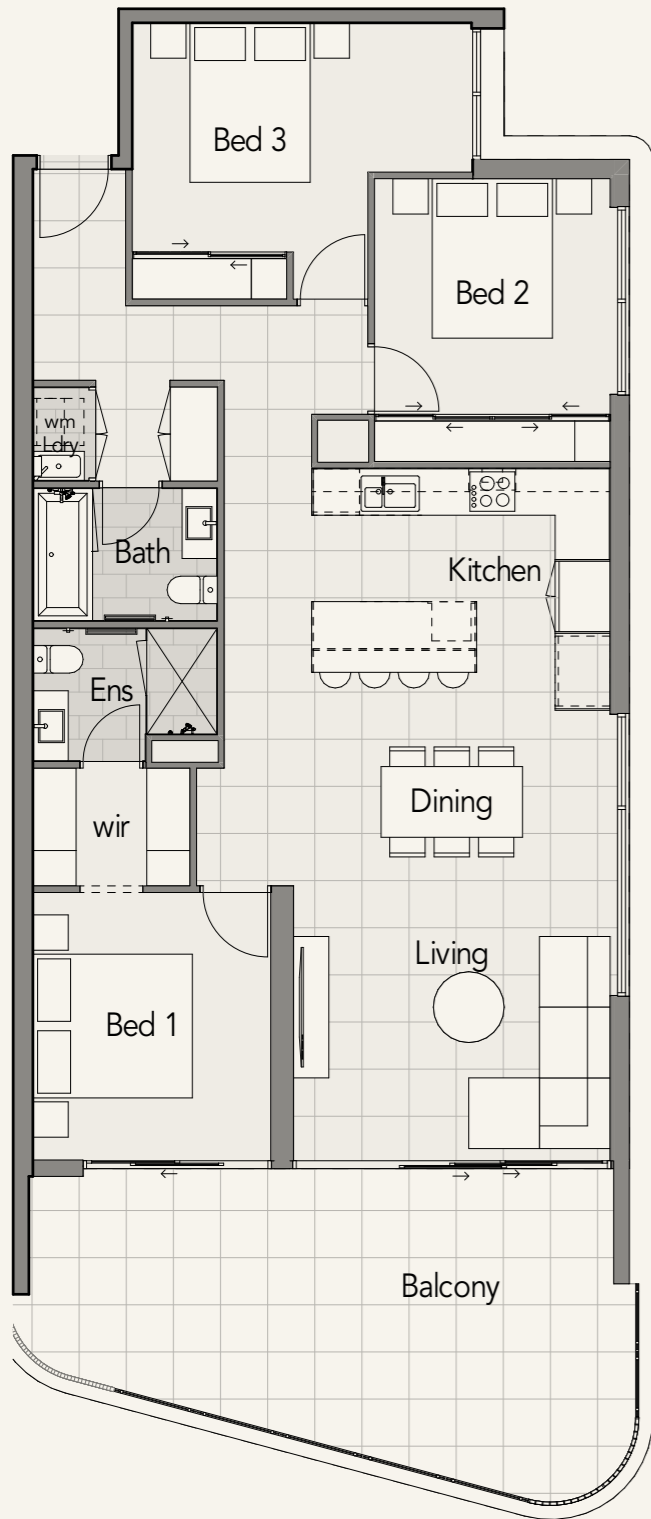 Bed 3
Bed 2
wm
Ldry
Bath
Kitchen
Ens
Dining
wir
Living
Bed 1
Balcony